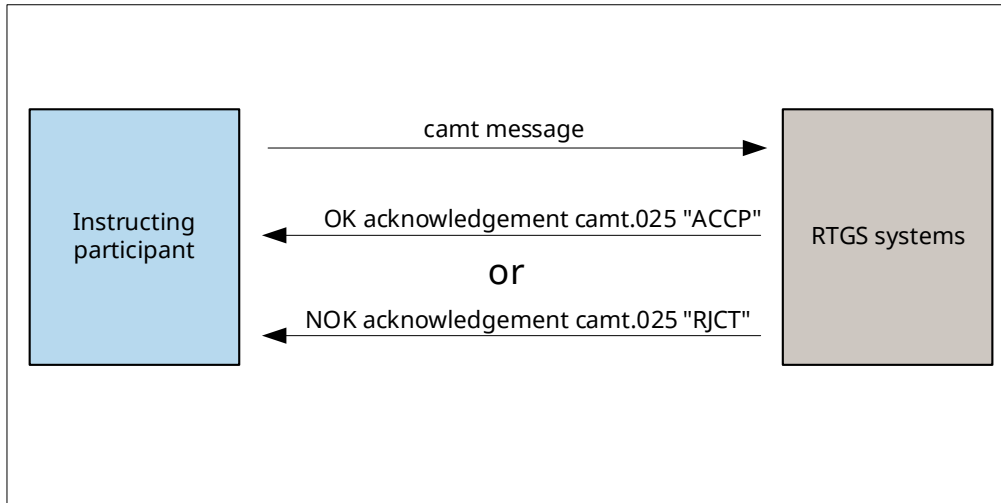 camt message
Instructing
participant
OK acknowledgement camt.025 "ACCP"
or
NOK acknowledgement camt.025 "RJCT"
RTGS systems